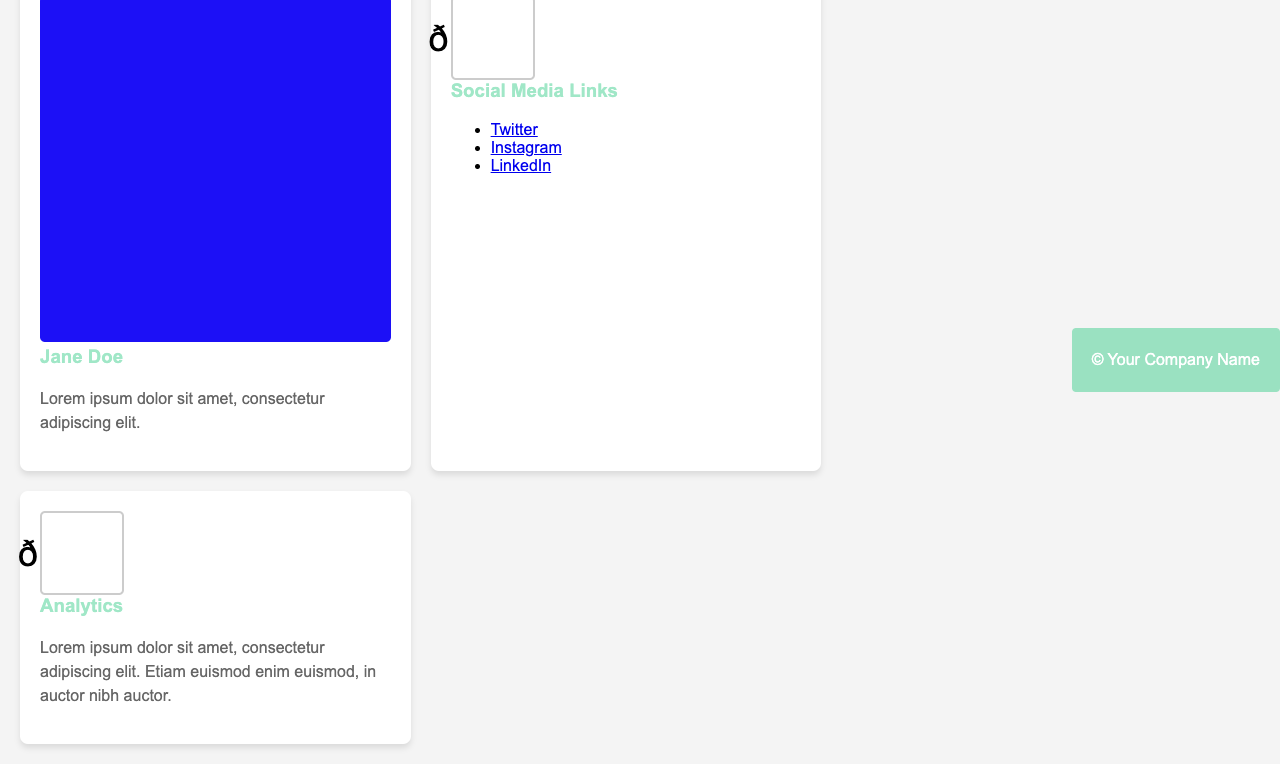 Jane Doe
Lorem ipsum dolor sit amet, consectetur
adipiscing elit.
ð
Social Media Links
Twitter
Instagram
LinkedIn
ð
Analytics
Lorem ipsum dolor sit amet, consectetur
adipiscing elit. Etiam euismod enim euismod, in
auctor nibh auctor.
© Your Company Name